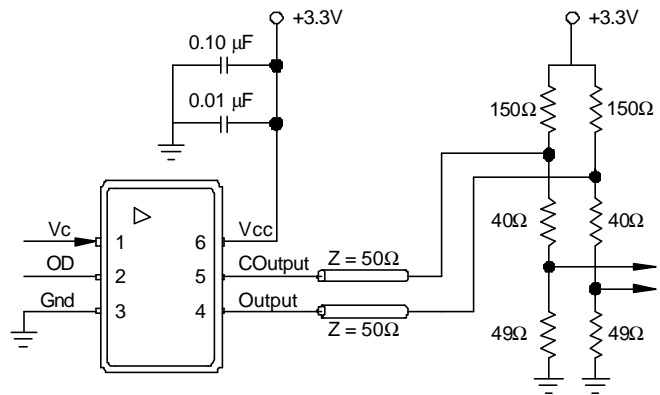 +3.3V
+3.3V
0.10 µF
0.01 µF
150Ω
150Ω
Vc
1
6
Vcc
40Ω
40Ω
OD
2
5
COutput
Z = 50Ω
Gnd
3
4
Output
Z = 50Ω
49Ω
49Ω